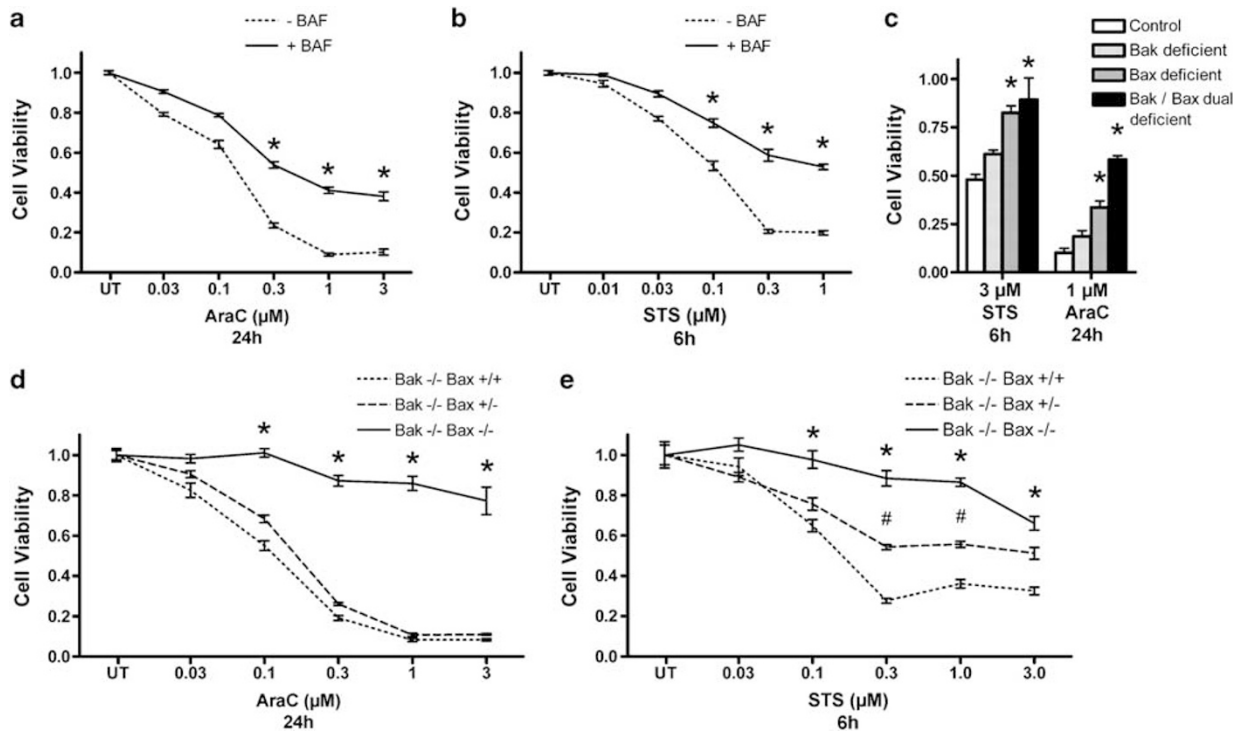 a
- BAF
+ BAF
1.0
0.8
0.6
0.4
0.2
0.0
Cell Viability
* * *
UT 0.03 0.1 0.3 1 3
AraC (µM)
24h
b
- BAF
+ BAF
1.0
0.8
0.6
0.4
0.2
0.0
Cell Viability
* * *
UT 0.01 0.03 0.1 0.3 1
STS (µM)
6h
c
Control
Bak deficient
Bax deficient
Bak / Bax dual
deficient
1.00
0.75
0.50
0.25
0.00
Cell Viability
* *
* *
3 µM 1 µM
STS AraC
6h 24h
d
Bak -/- Bax +/+
Bak -/- Bax +/-
Bak -/- Bax -/-
1.0
0.8
0.6
0.4
0.2
0.0
Cell Viability
* * * *
UT 0.03 0.1 0.3 1 3
AraC (µM)
24h
e
Bak -/- Bax +/+
Bak -/- Bax +/-
Bak -/- Bax -/-
1.0
0.8
0.6
0.4
0.2
0.0
Cell Viability
* * * *
# #
UT 0.03 0.1 0.3 1.0 3.0
STS (µM)
6h